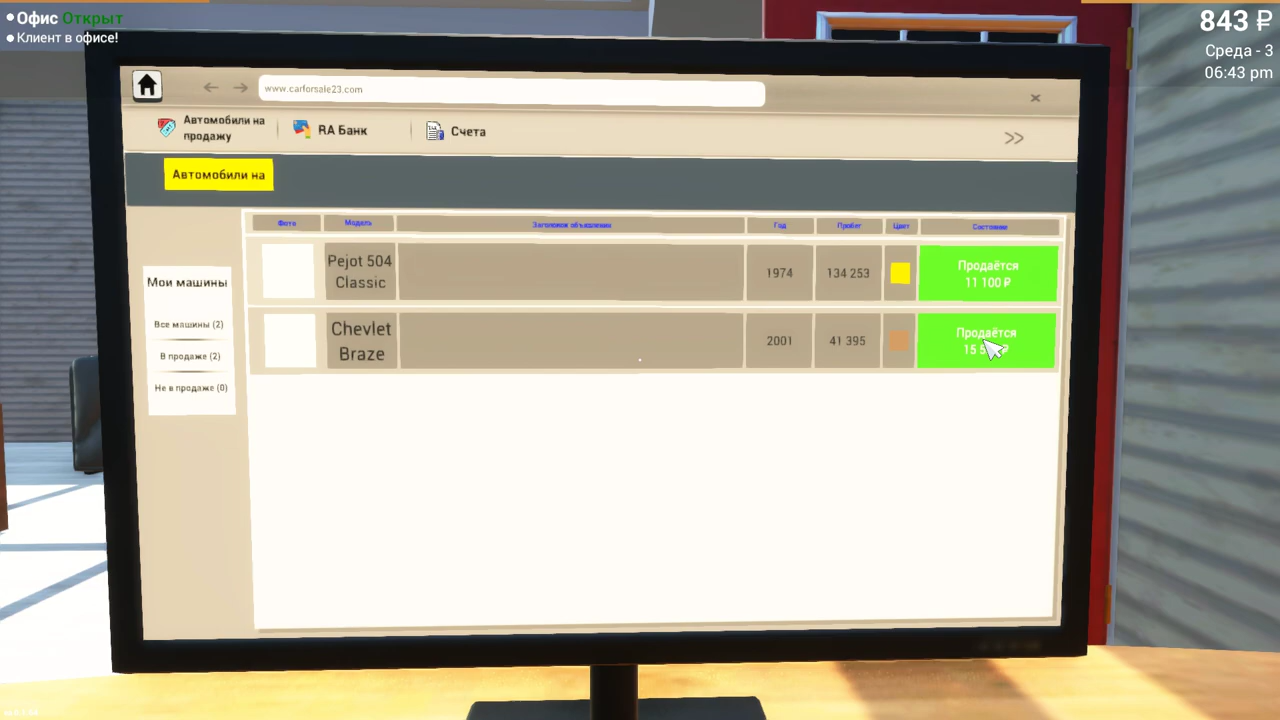 Офис Открыт
Клиент в офисе!
843 ₽
Среда - 3
06:43 pm
www.carforsale23.com
Автомобили на
продажу
RA Банк
Счета
>>
Автомобили на
Фото
Модель
Заголовок объявления
Год
Пробег
Цвет
Состояние
Pejot 504
Classic
1974
134 253
Продаётся
11 100 ₽
Chevlet
Braze
2001
41 395
Продаётся
Мои машины
Все машины (2)
В продаже (2)
Не в продаже (0)